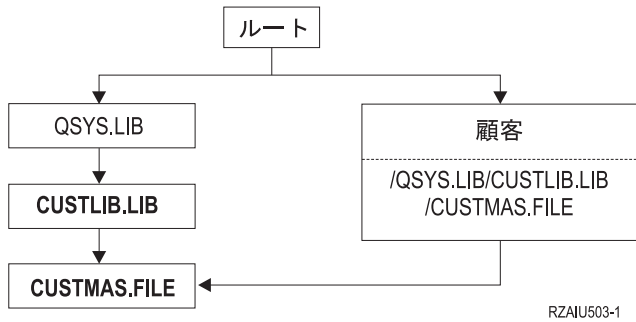 ルート
QSYS.LIB
CUSTLIB.LIB
CUSTMAS.FILE
顧客
/QSYS.LIB/CUSTLIB.LIB
/CUSTMAS.FILE
RZAIU503-1